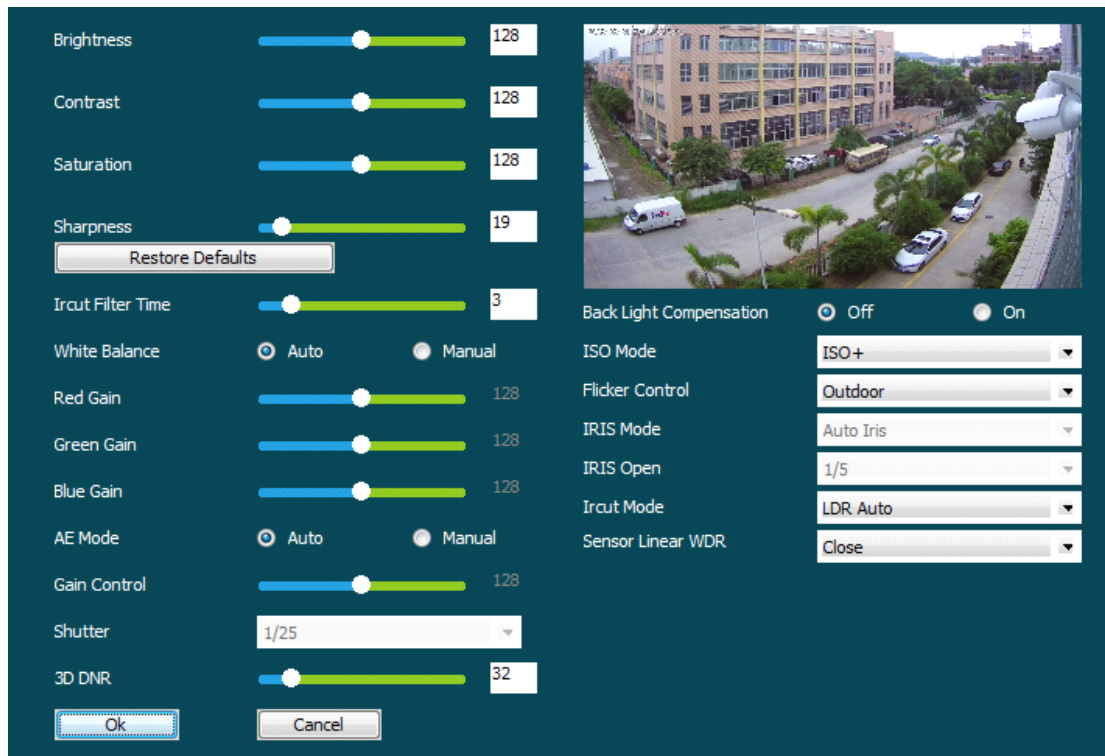 Brightness 128
Contrast 128
Saturation 128
Sharpness 19
Restore Defaults
Ircut Filter Time 3
White Balance Auto Manual
Red Gain 128
Green Gain 128
Blue Gain 128
AE Mode Auto Manual
Gain Control 128
Shutter 1/25
3D DNR 32
Ok Cancel
Back Light Compensation Off On
ISO Mode ISO+
Flicker Control Outdoor
IRIS Mode Auto Iris
IRIS Open 1/5
Ircut Mode LDR Auto
Sensor Linear WDR Close